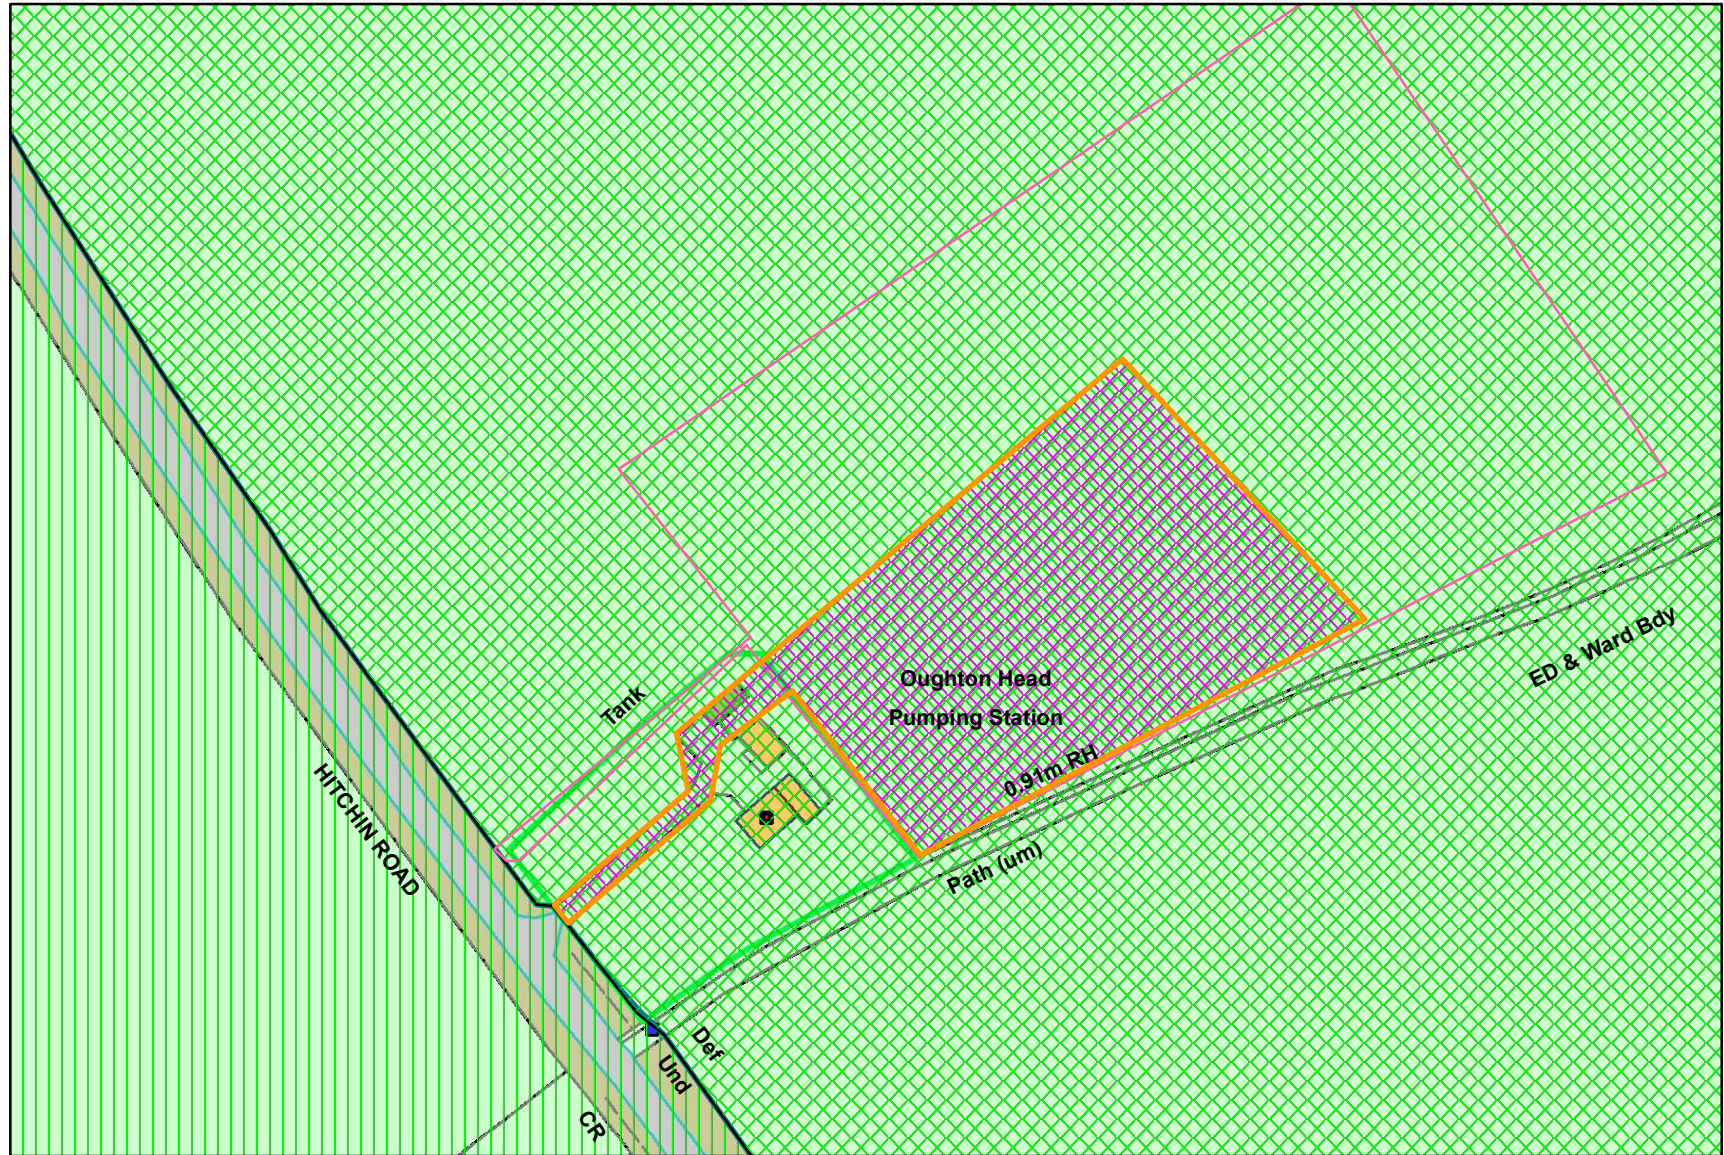 ED & Ward Bdy
Oughton Head
Pumping Station
Tank
0.91m RH
HITCHIN ROAD
Path (um)
Def
Und
CR